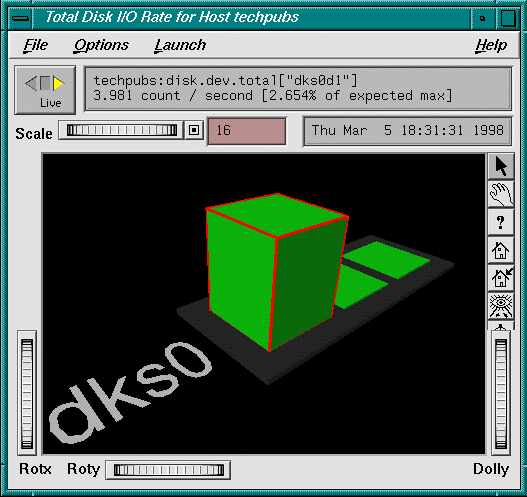 Total Disk I/O Rate for Host techpubs
File Options Launch Help
techpubs:disk.dev.total["dks0d1"]
3.981 count / second [2.654% of expected max]
Live
Scale 16 Thu Mar 5 18:31:31 1998
?
dks0
Rotx Roty Dolly